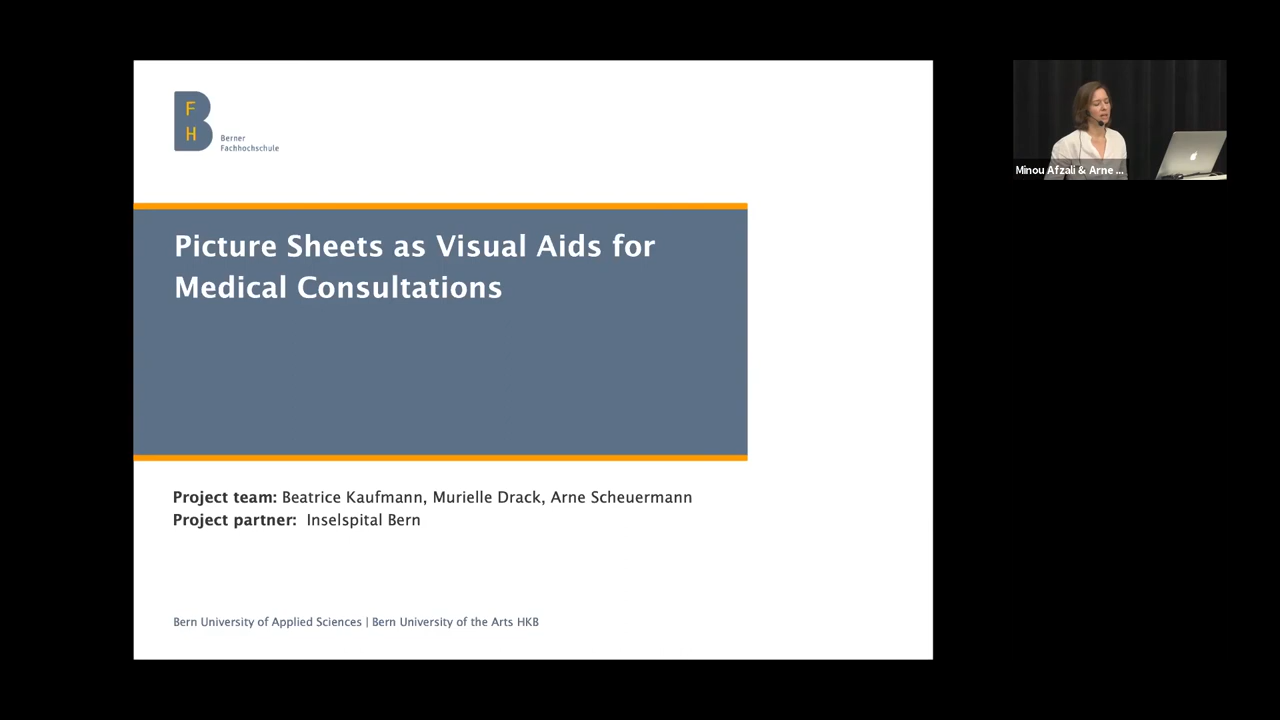 F
H
Berner
Fachhochschule
Picture Sheets as Visual Aids for
Medical Consultations
Project team: Beatrice Kaufmann, Murielle Drack, Arne Scheuermann
Project partner: Inselspital Bern
Bern University of Applied Sciences | Bern University of the Arts HKB
Minou Afzali & Arne ...